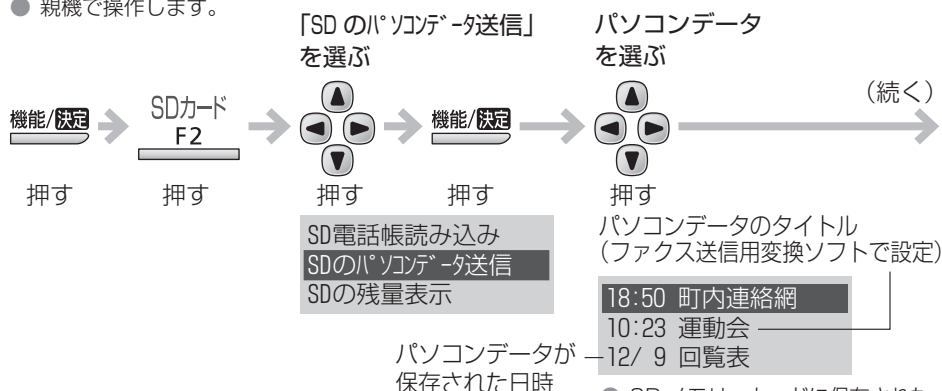 ● 親機で操作します。
「SD のﾊﾟｿｺﾝﾃﾞｰﾀ送信」
を選ぶ
パソコンデータ
を選ぶ
(続く)
機能/決定
SDカード
F2
機能/決定
押す
押す
押す
押す
押す
SD電話帳読み込み
SDのﾊﾟｿｺﾝﾃﾞｰﾀ送信
SDの残量表示
パソコンデータのタイトル
(ファクス送信用変換ソフトで設定)
18:50 町内連絡網
10:23 運動会
12/ 9 回覧表
パソコンデータが
保存された日時